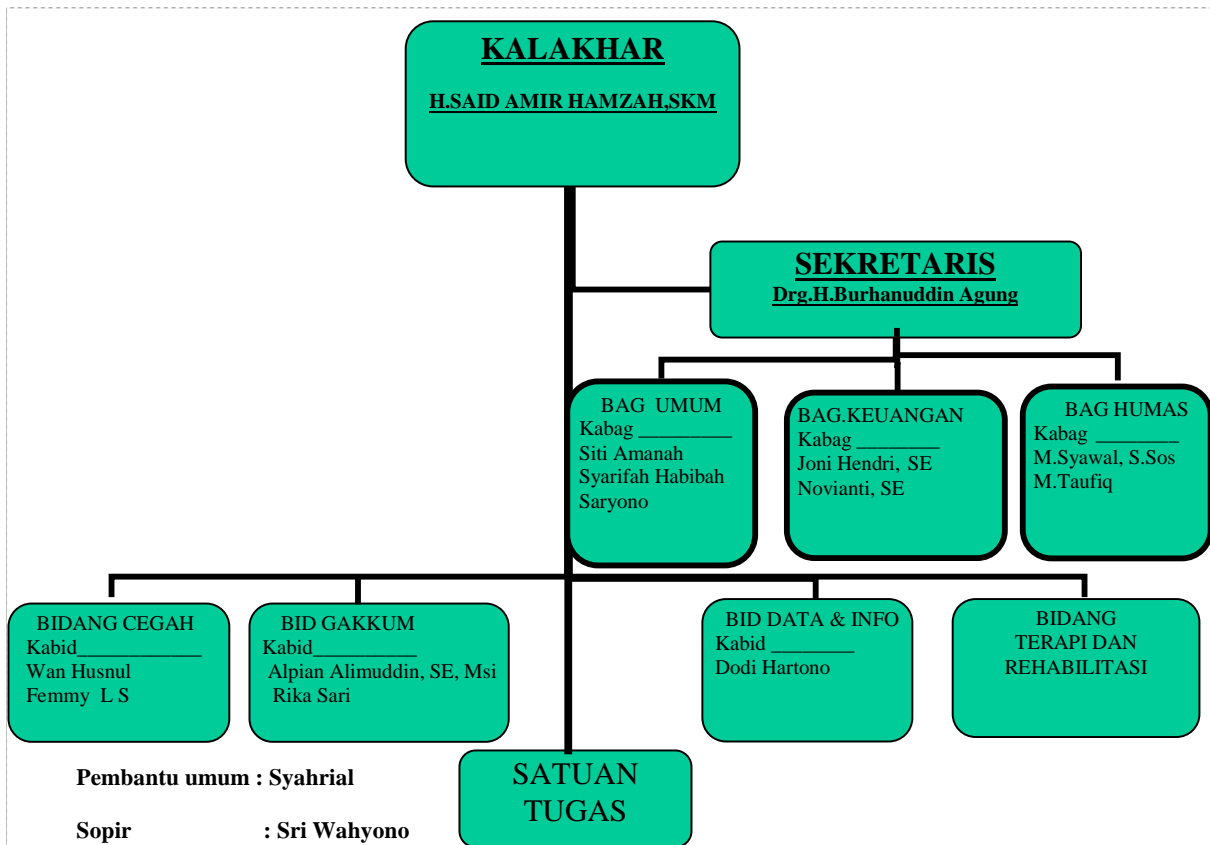 KALAKHAR
H.SAID AMIR HAMZAH,SKM
SEKRETARIS
Drg.H.Burhanuddin Agung
BAG UMUM
Kabag _________
Siti Amanah
Syarifah Habibah
Saryono
BAG.KEUANGAN
Kabag ________
Joni Hendri, SE
Novianti, SE
BAG HUMAS
Kabag ________
M.Syawal, S.Sos
M.Taufiq
BIDANG CEGAH
Kabid____________
Wan Husnul
Femmy L S
BID GAKKUM
Kabid__________
Alpian Alimuddin, SE, Msi
Rika Sari
BID DATA & INFO
Kabid ________
Dodi Hartono
BIDANG
TERAPI DAN
REHABILITASI
SATUAN
TUGAS
Pembantu umum : Syahrial
Sopir : Sri Wahyono